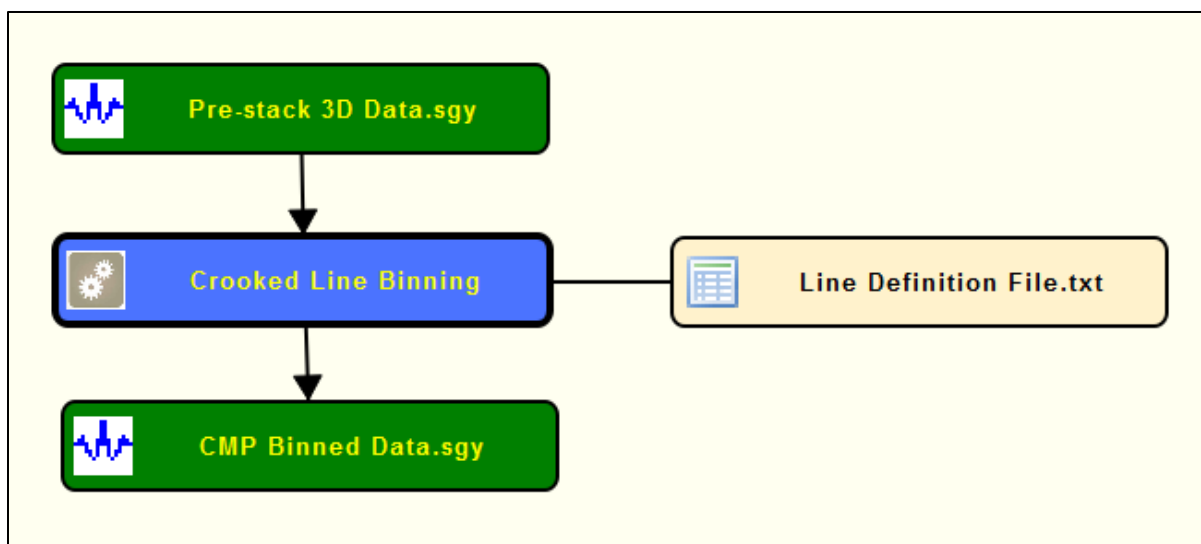 Pre-stack 3D Data.sgy
Crooked Line Binning
Line Definition File.txt
CMP Binned Data.sgy